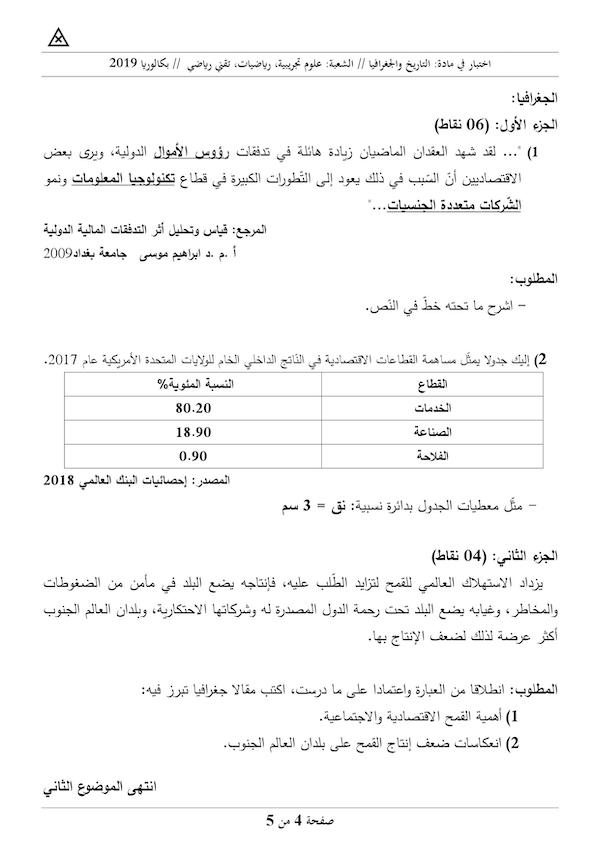 اختبار في مادة: التاريخ والجغرافيا // الشعبة: علوم تجريبية، رياضيات، تقني رياضي // بكالوريا 2019
الجغرافيا:
الجزء الأول: (06 نقاط)
1) "... لقد شهد العقدان الماضيان زيادة هائلة في تدفقات رؤوس الأموال الدولية، ويرى بعض
الاقتصاديين أنّ السّبب في ذلك يعود إلى التّطورات الكبيرة في قطاع تكنولوجيا المعلومات ونمو
الشّركات متعددة الجنسيات..."
المرجع: قياس وتحليل أثر التدفقات المالية الدولية
أ .م .د ابراهيم موسى جامعة بغداد2009
المطلوب:
– اشرح ما تحته خطّ في النّص.
2) إليك جدولا يمثّل مساهمة القطاعات الاقتصادية في النّاتج الداخلي الخام للولايات المتحدة الأمريكية عام 2017.
القطاع النسبة المئوية%
الخدمات 80.20
الصناعة 18.90
الفلاحة 0.90
المصدر: إحصائيات البنك العالمي 2018
– مثّل معطيات الجدول بدائرة نسبية: نق = 3 سم
الجزء الثاني: (04 نقاط)
يزداد الاستهلاك العالمي للقمح لتزايد الطّلب عليه، فإنتاجه يضع البلد في مأمن من الضغوطات
والمخاطر، وغيابه يضع البلد تحت رحمة الدول المصدرة له وشركاتها الاحتكارية، وبلدان العالم الجنوب
أكثر عرضة لذلك لضعف الإنتاج بها.
المطلوب: انطلاقا من العبارة واعتمادا على ما درست، اكتب مقالا جغرافيا تبرز فيه:
1) أهمية القمح الاقتصادية والاجتماعية.
2) انعكاسات ضعف إنتاج القمح على بلدان العالم الجنوب.
انتهى الموضوع الثاني
صفحة 4 من 5